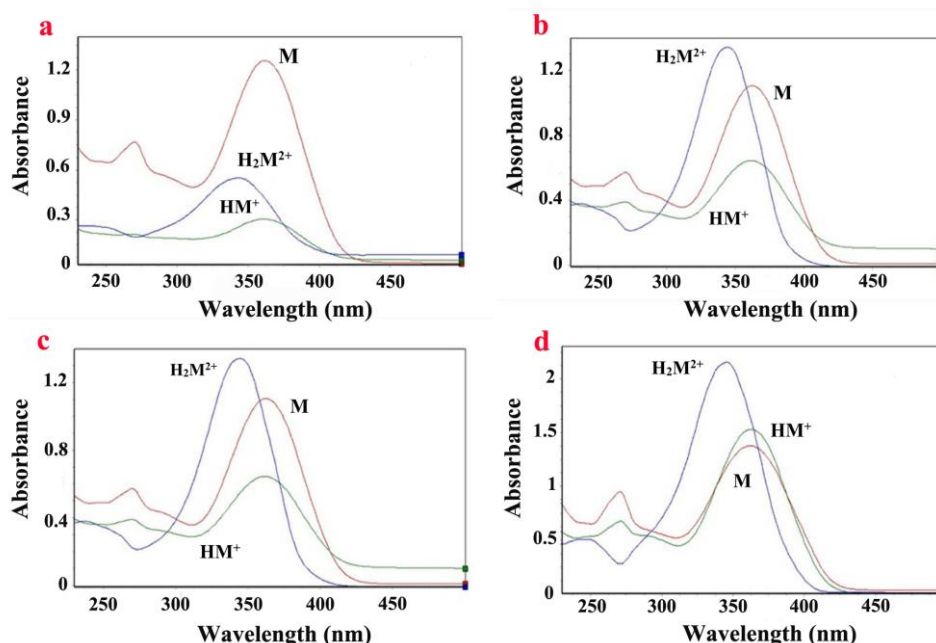 a
Absorbance
1.2
0.9
0.6
0.3
0
M
H₂M²⁺
HM⁺
250 300 350 400 450
Wavelength (nm)
b
Absorbance
1.2
0.8
0.4
0
H₂M²⁺
M
HM⁺
250 300 350 400 450
Wavelength (nm)
c
Absorbance
1.2
0.8
0.4
0
H₂M²⁺
M
HM⁺
250 300 350 400 450
Wavelength (nm)
d
Absorbance
2
1.5
1
0.5
0
H₂M²⁺
HM⁺
M
250 300 350 400 450
Wavelength (nm)